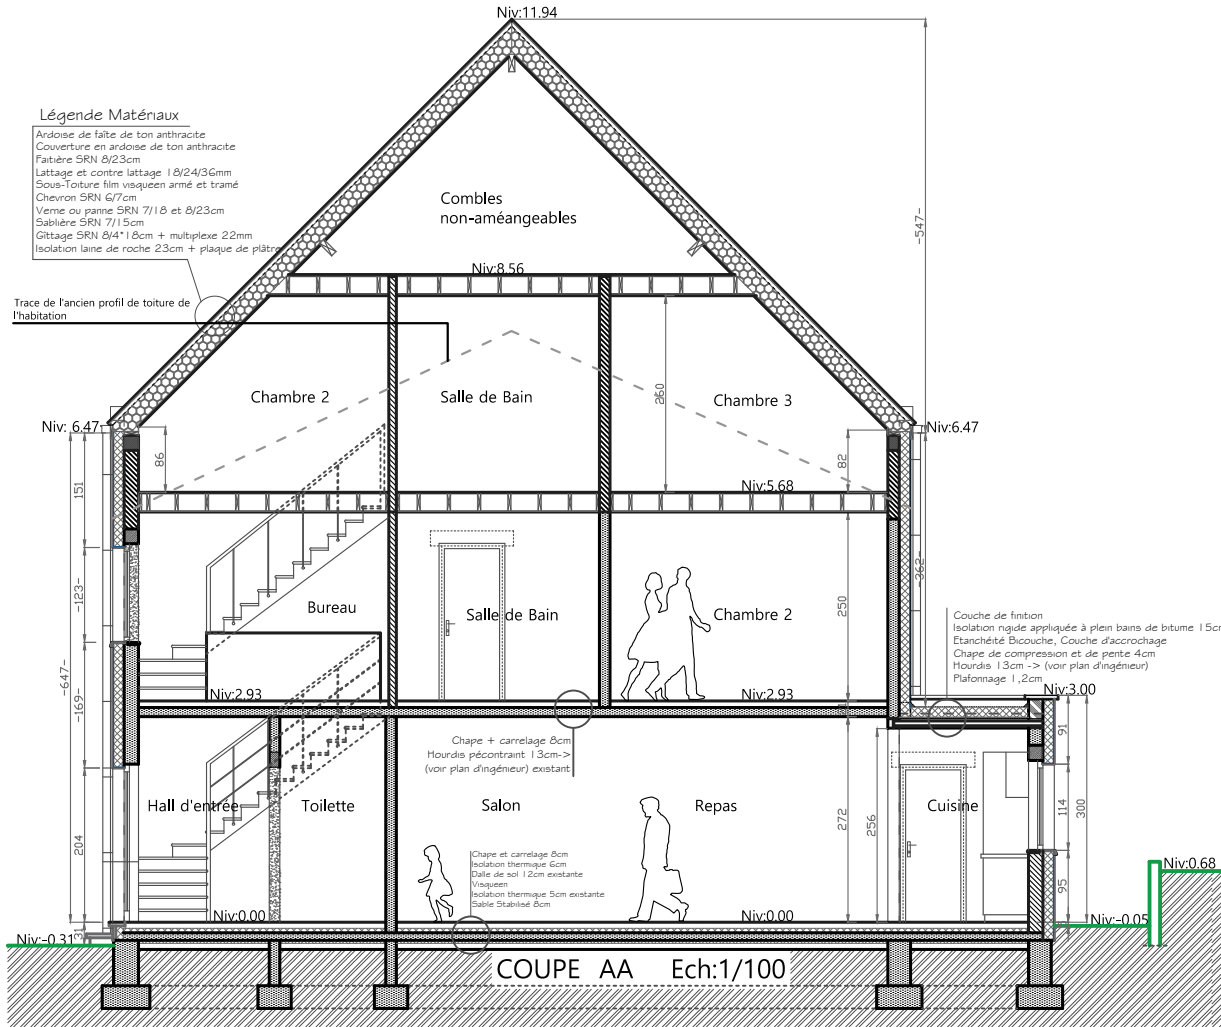 Niv:11.94
Légende Matériaux
Ardoise de faîte de ton anthracite
Couverture en ardoise de ton anthracite
Faitière SRN 8/23cm
Lattage et contre lattage 18/24/36mm
Sous-Toiture film visqueen armé et tramé
Chevron SRN 6/7cm
Verne ou panne SRN 7/18 et 8/23cm
Sablière SRN 7/15cm
Gîttage SRN 8/4*18cm + multiplexe 22mm
Isolation laine de roche 23cm + plaque de plâtre
Combles
non-améangeables
-547-
Niv:8.56
Trace de l'ancien profil de toiture de
l'habitation
Chambre 2
Salle de Bain
Chambre 3
260
Niv: 6.47
Niv:6.47
86
82
151
Niv:5.68
-123-
-362-
Bureau
Salle de Bain
Chambre 2
250
Couche de finition
Isolation rigide appliquée à plein bains de bitume 15cm
Etanchéité Bicouche, Couche d'accrochage
Chape de compression et de pente 4cm
Hourdis 13cm -> (voir plan d'ingénieur)
Plafonnage 1,2cm
-647-
-169-
Niv:2.93
Niv:2.93
Niv:3.00
Chape + carrelage 8cm
Hourdis pécontraint 13cm->
(voir plan d'ingénieur) existant
91
Hall d'entrée
Toilette
Salon
Repas
Cuisine
204
272
256
114
300
Chape et carrelage 8cm
Isolation thermique 6cm
Dalle de sol 12cm existante
Visqueen
Isolation thermique 5cm existante
Sable Stabilisé 8cm
95
Niv:0.68
Niv:0.00
Niv:0.00
Niv:-0.05
Niv:-0.31
31
COUPE AA Ech:1/100